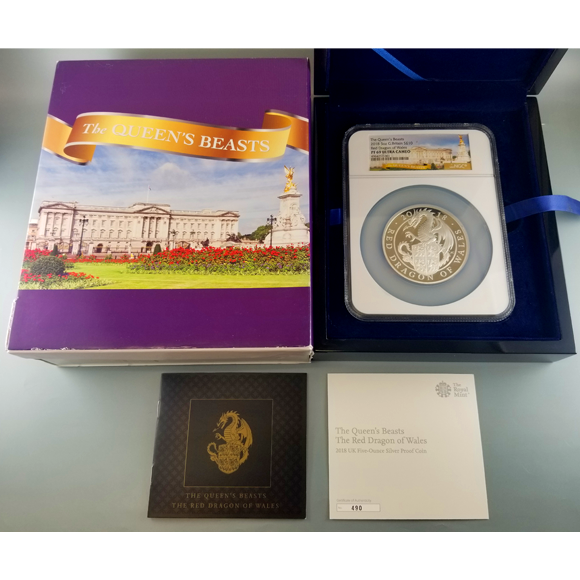 The QUEEN'S BEASTS
The Queen's Beasts
2018 5oz G.Britain S£10
Red Dragon of Wales
PF 69 ULTRA CAMEO
NGC
2018
RED DRAGON OF WALES
THE QUEEN'S BEASTS
THE RED DRAGON OF WALES
The Royal Mint
The Queen's Beasts
The Red Dragon of Wales
2018 UK Five-Ounce Silver Proof Coin
490